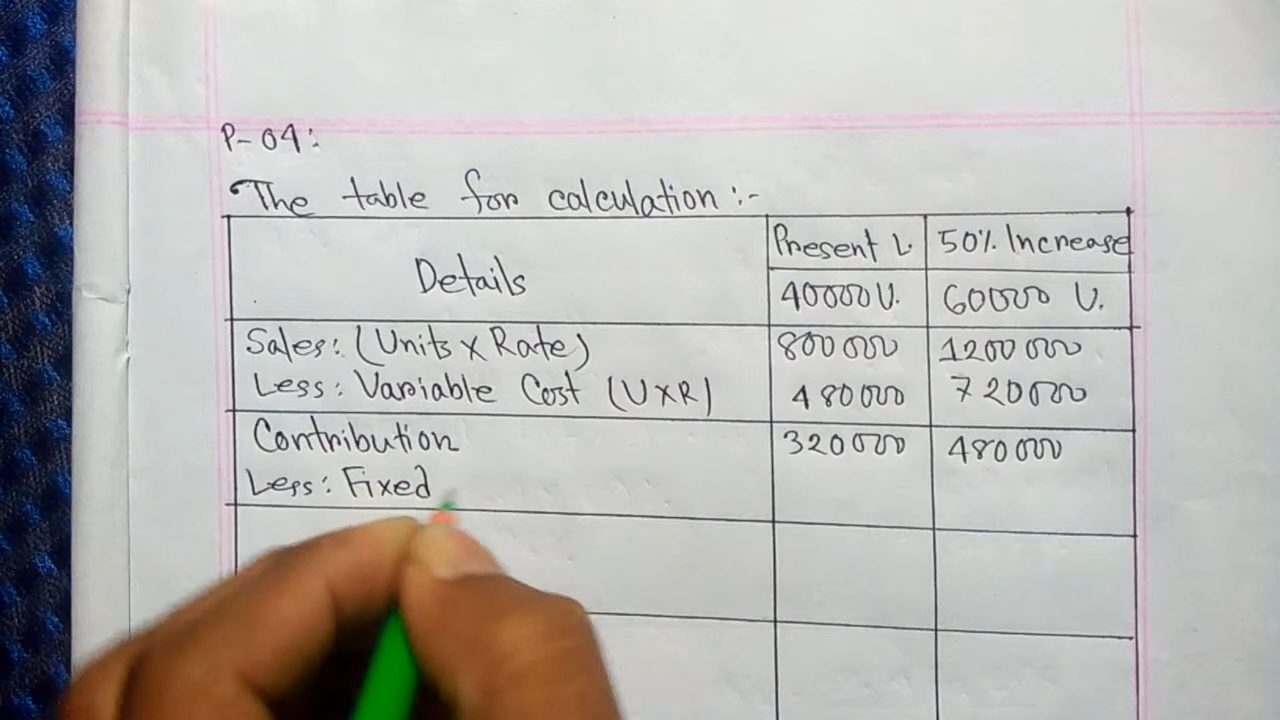 P-04:
The table for calculation :-
Details Present L. 50% Increase
40000 U. 60000 U.
Sales: (Units x Rate) 800000 1200000
Less: Variable Cost (UXR) 480000 720000
Contribution 320000 480000
Less: Fixed